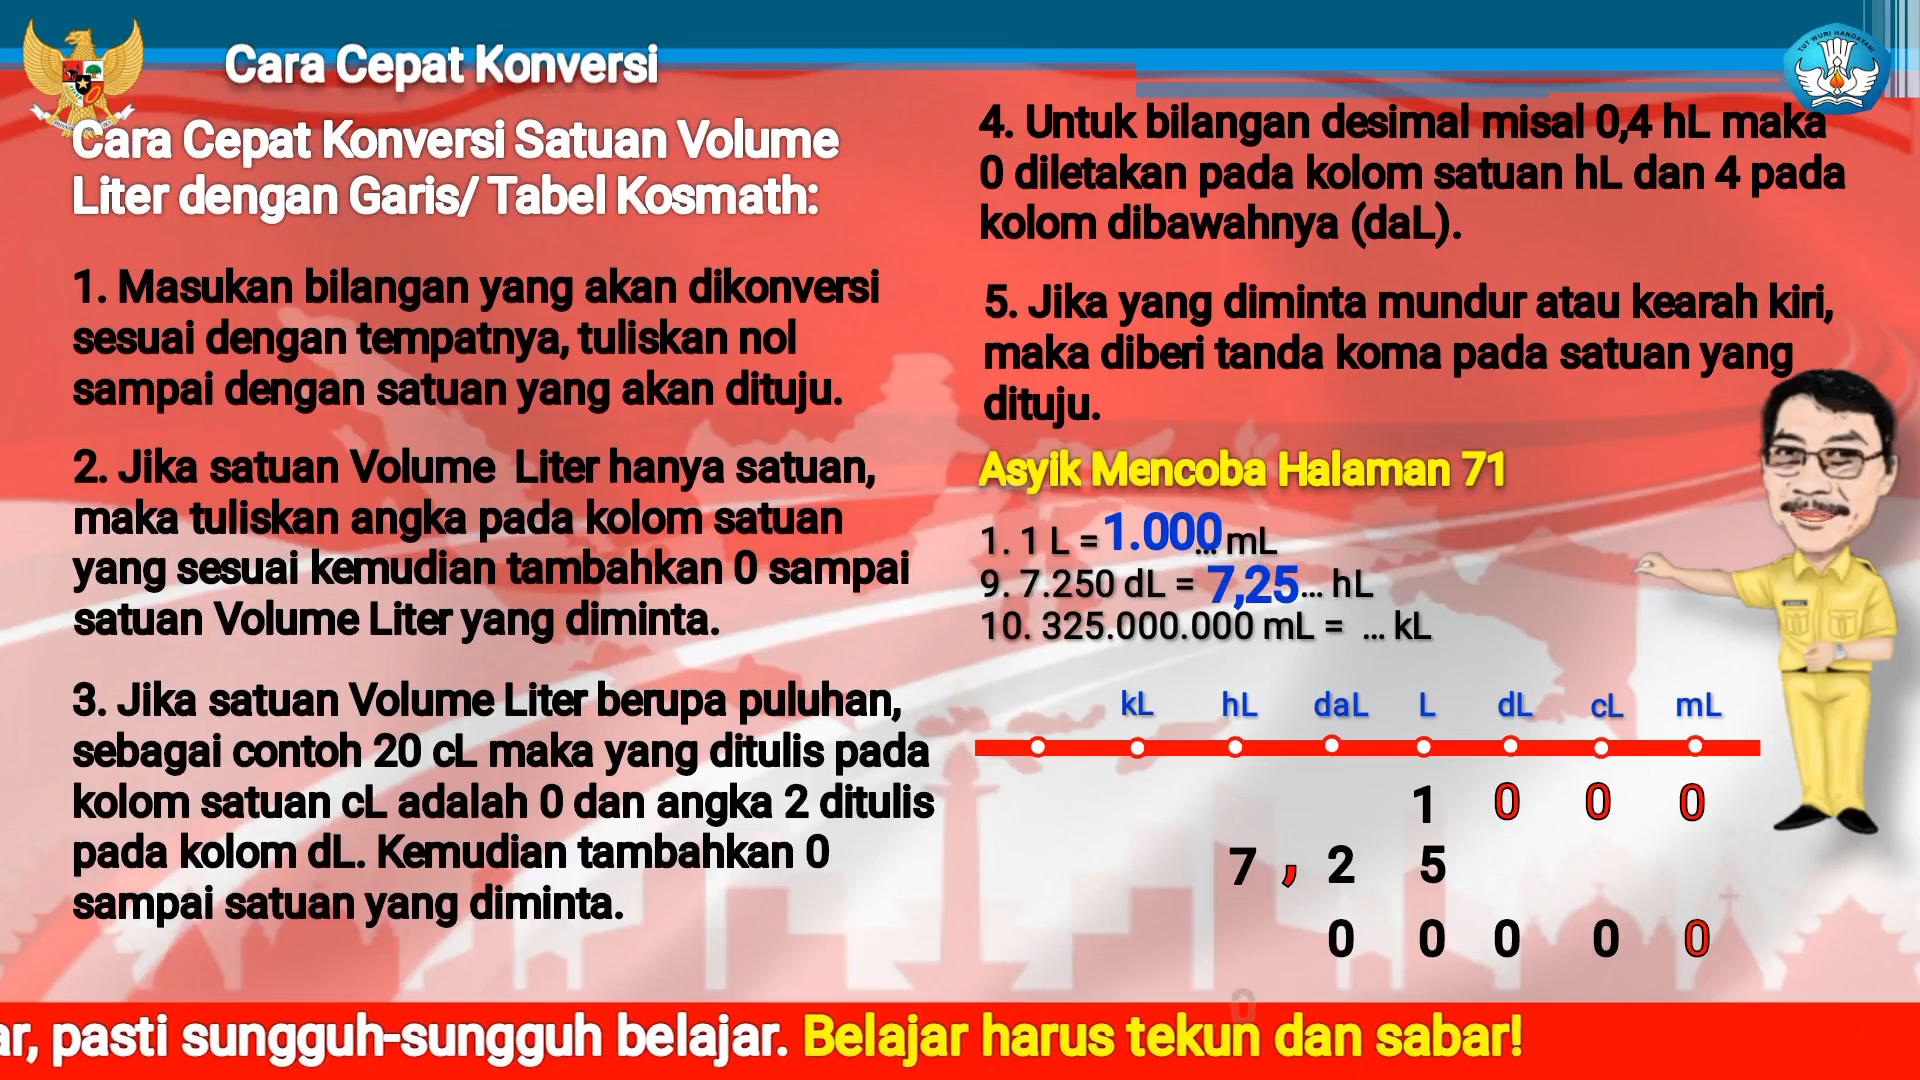 Cara Cepat Konversi
Cara Cepat Konversi Satuan Volume
Liter dengan Garis/ Tabel Kosmath:
1. Masukan bilangan yang akan dikonversi
sesuai dengan tempatnya, tuliskan nol
sampai dengan satuan yang akan dituju.
2. Jika satuan Volume Liter hanya satuan,
maka tuliskan angka pada kolom satuan
yang sesuai kemudian tambahkan 0 sampai
satuan Volume Liter yang diminta.
3. Jika satuan Volume Liter berupa puluhan,
sebagai contoh 20 cL maka yang ditulis pada
kolom satuan cL adalah 0 dan angka 2 ditulis
pada kolom dL. Kemudian tambahkan 0
sampai satuan yang diminta.
TUT WURI HANDAYANI
4. Untuk bilangan desimal misal 0,4 hL maka
0 diletakan pada kolom satuan hL dan 4 pada
kolom dibawahnya (daL).
5. Jika yang diminta mundur atau kearah kiri,
maka diberi tanda koma pada satuan yang
dituju.
Asyik Mencoba Halaman 71
1. 1 L = 1.000... mL
9. 7.250 dL = 7,25... hL
10. 325.000.000 mL = ... kL
kL hL daL L dL cL mL
1 0 0 0
7 , 2 5
0 0 0 0 0
0
ar, pasti sungguh-sungguh belajar. Belajar harus tekun dan sabar!